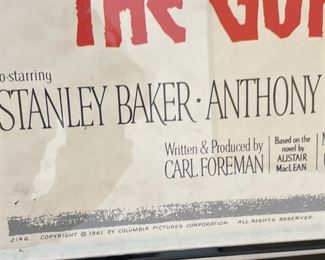 THE GU
o-starring
STANLEY BAKER · ANTHONY
Written & Produced by
CARL FOREMAN
Based on the
novel by
ALISTAIR
MacLEAN
2146 COPYRIGHT © 1961 BY COLUMBIA PICTURES CORPORATION. ALL RIGHTS RESERVED.